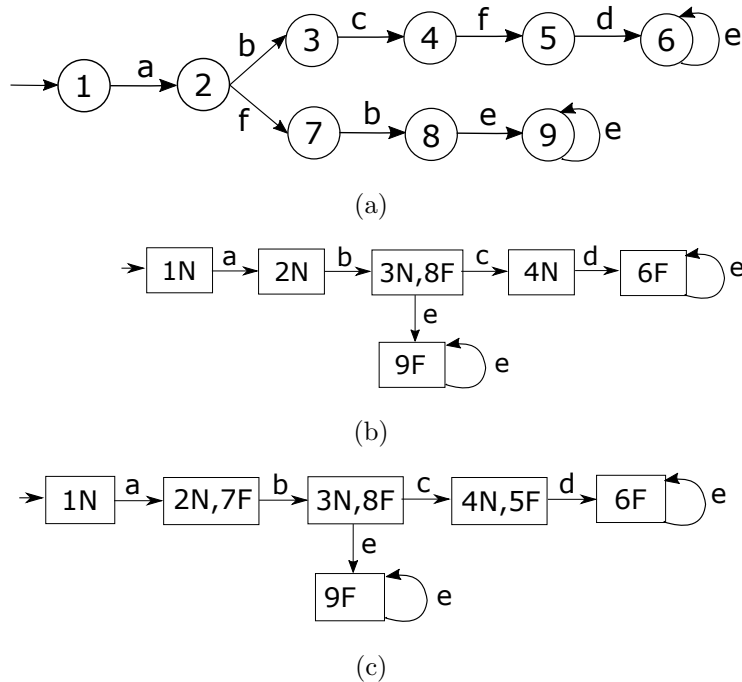 b 3 c 4 f 5 d 6 e
1 a 2
f 7 b 8 e 9 e
(a)
1N a 2N b 3N,8F c 4N d 6F e
e
9F e
(b)
1N a 2N,7F b 3N,8F c 4N,5F d 6F e
e
9F e
(c)